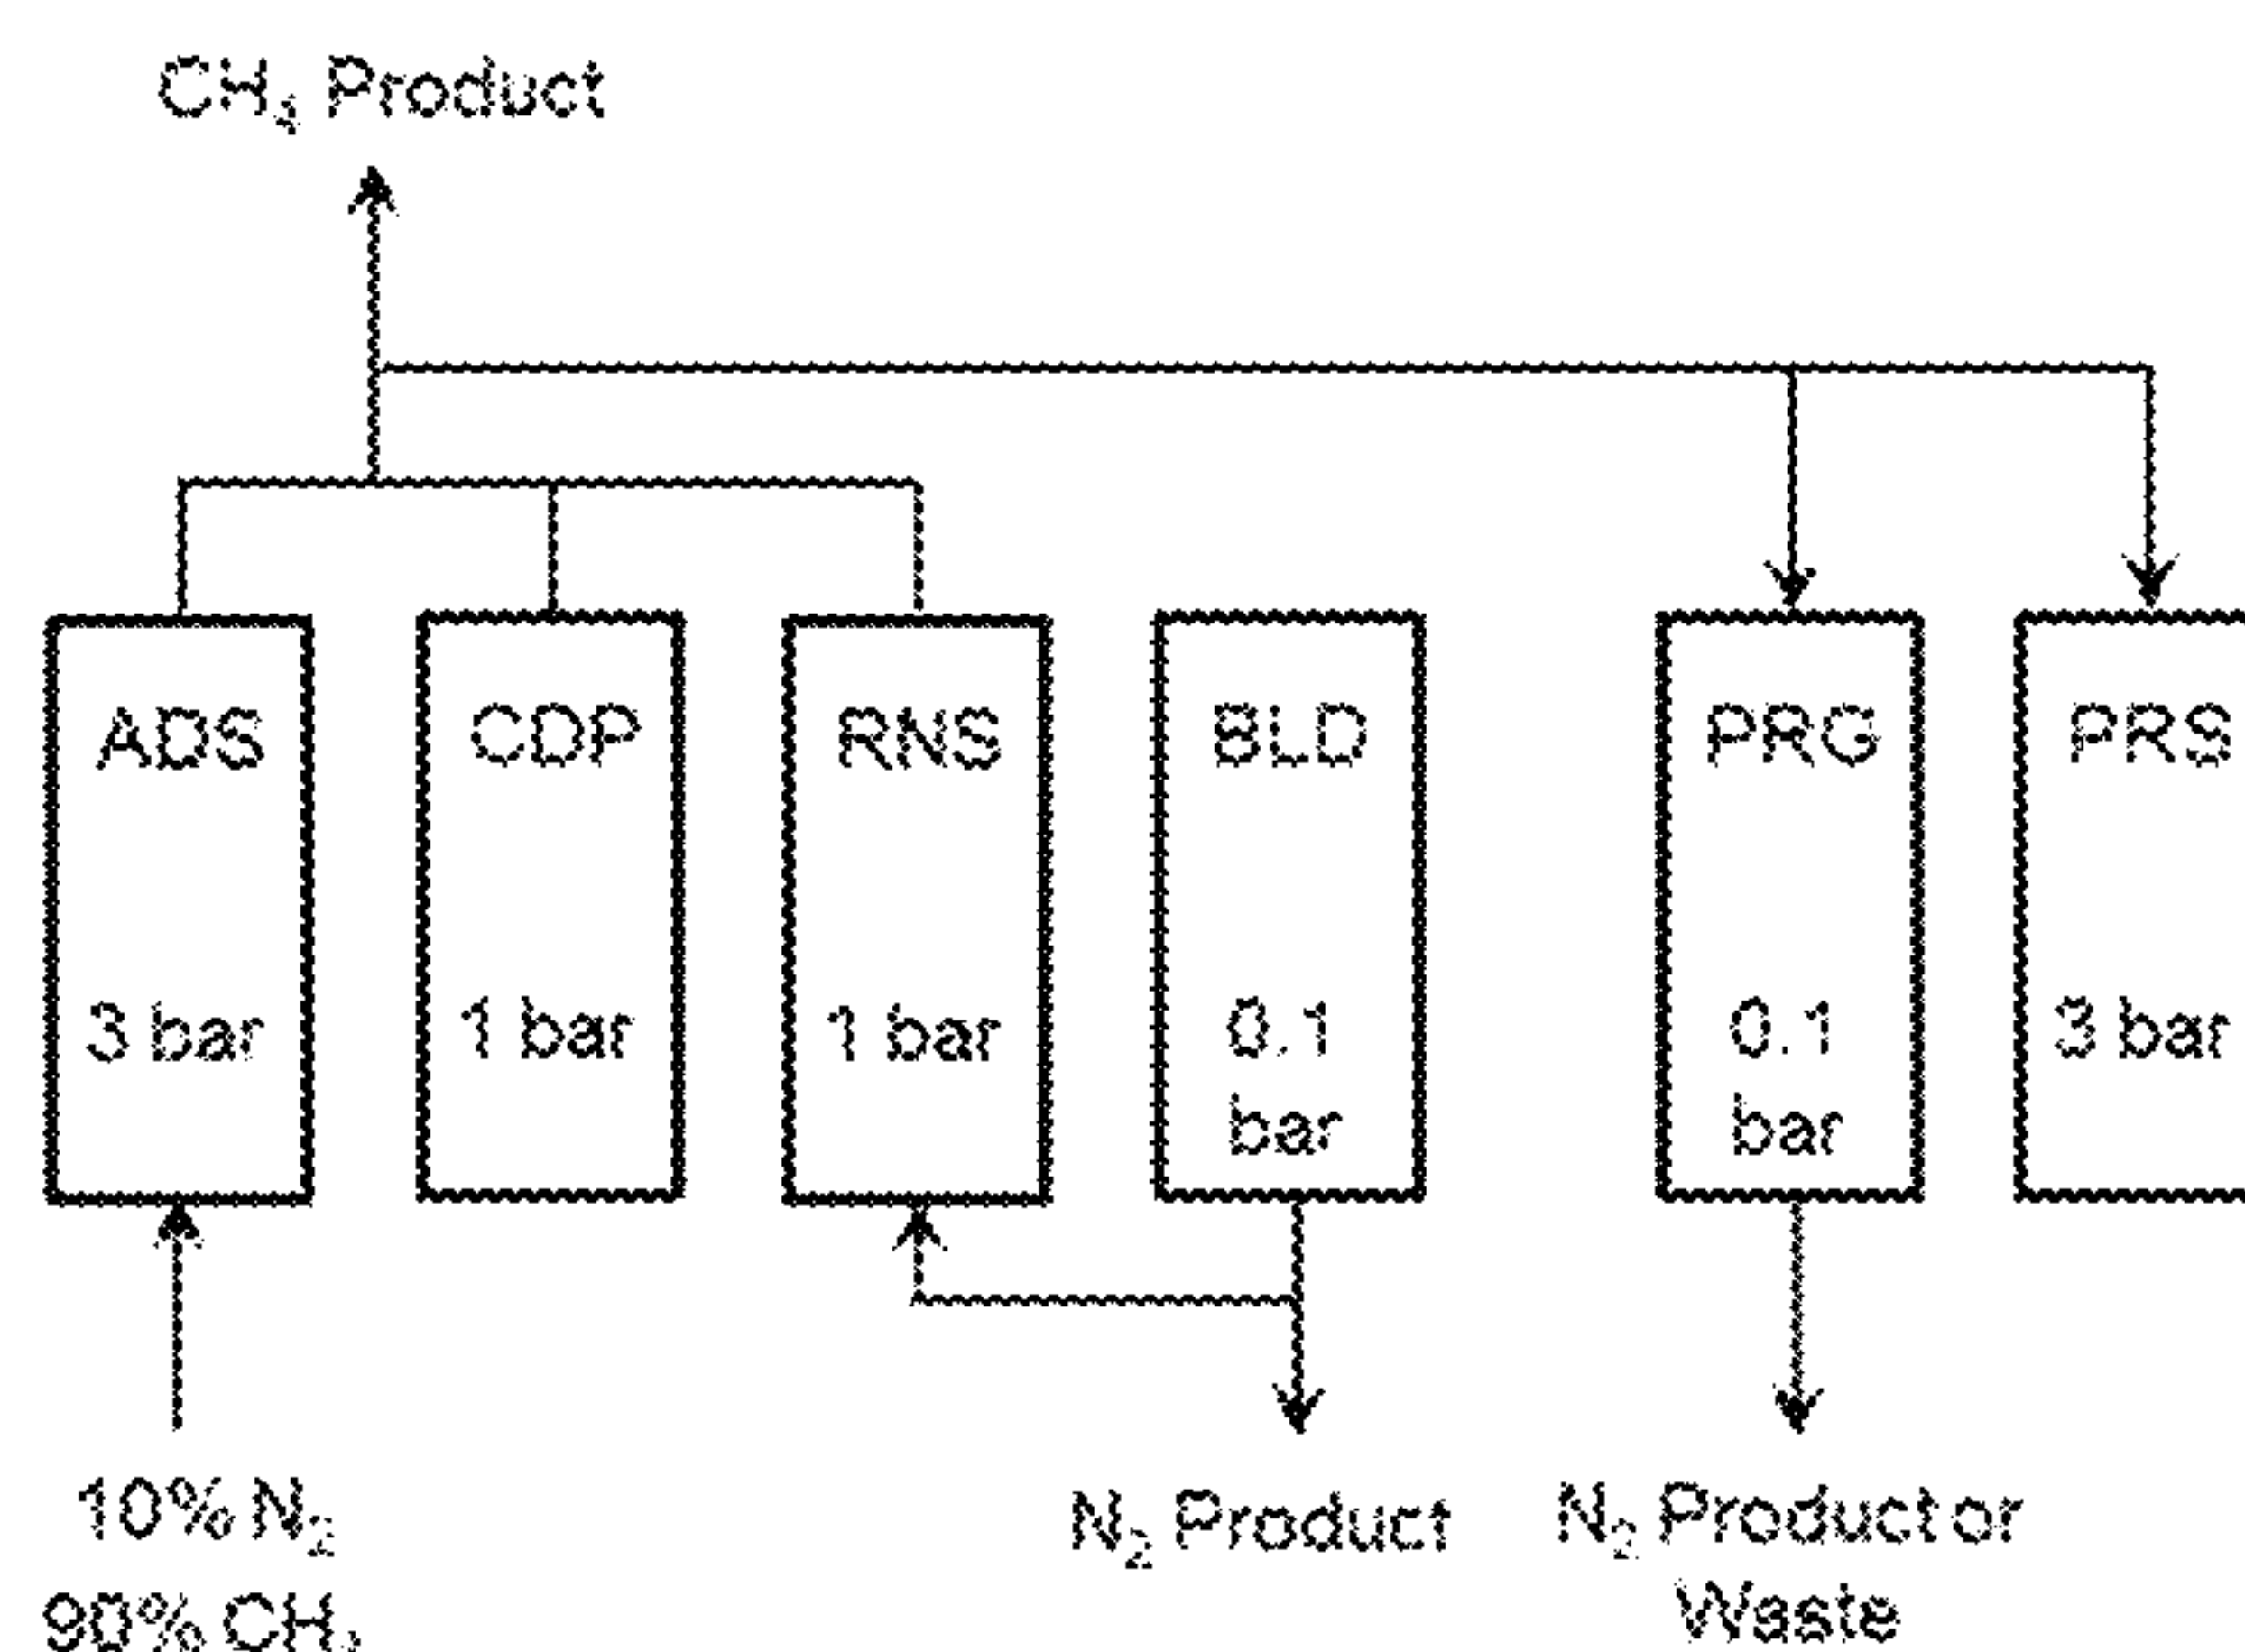 CH₄ Product
ADS
CDP
RNS
BLD
PRG
PRS
3 bar
1 bar
1 bar
0.1
bar
0.1
bar
3 bar
10% N₂
90% CH₄
N₂ Product
N₂ Product or
Waste